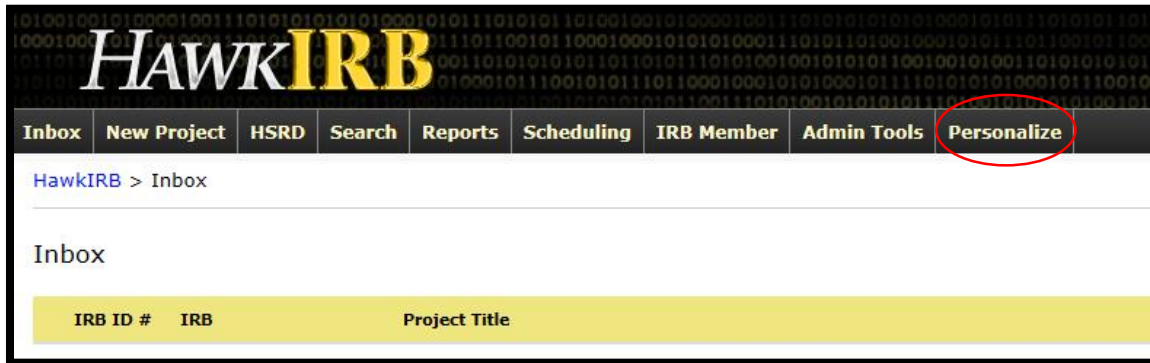 HAWKIRB
Inbox New Project HSRD Search Reports Scheduling IRB Member Admin Tools Personalize
HawkIRB > Inbox
Inbox
IRB ID # IRB Project Title